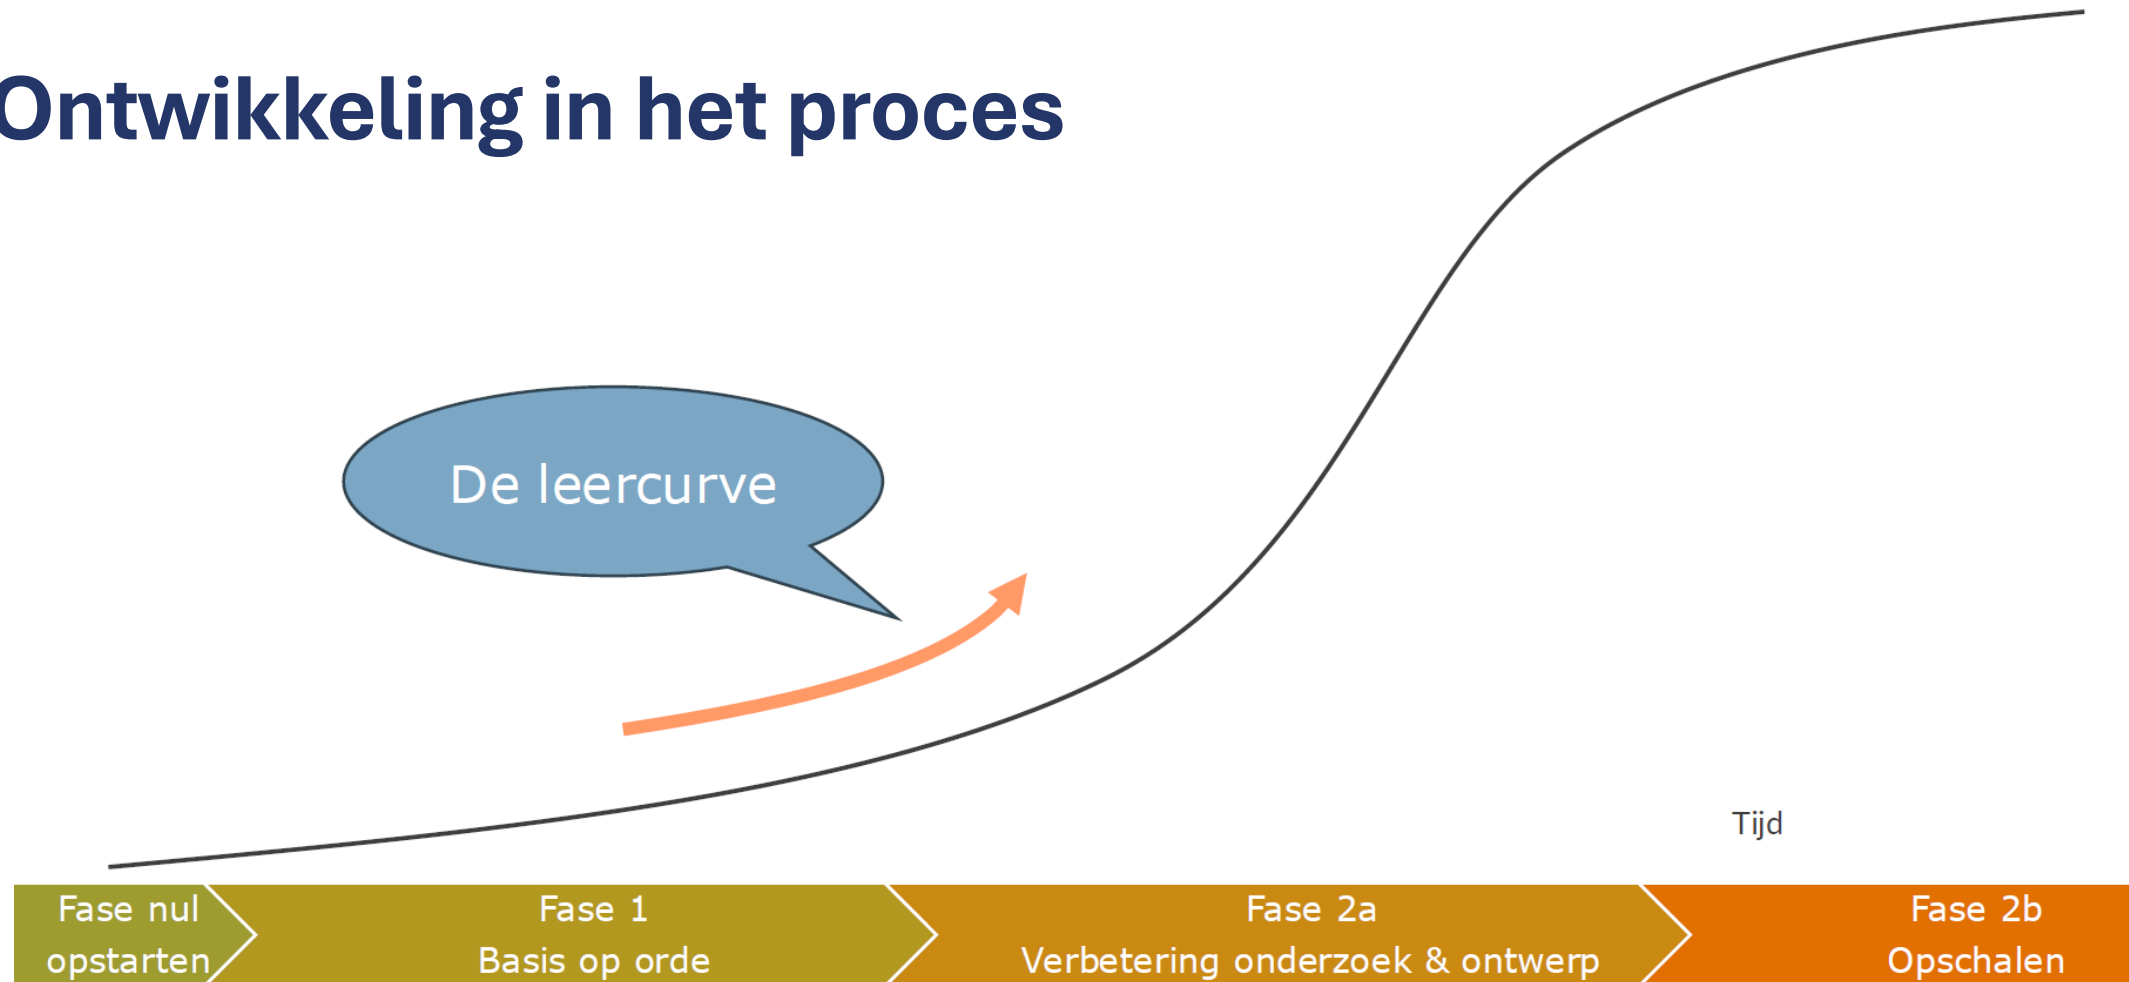 Ontwikkeling in het proces
De leercurve
Tijd
Fase nul
opstarten
Fase 1
Basis op orde
Fase 2a
Verbetering onderzoek & ontwerp
Fase 2b
Opschalen